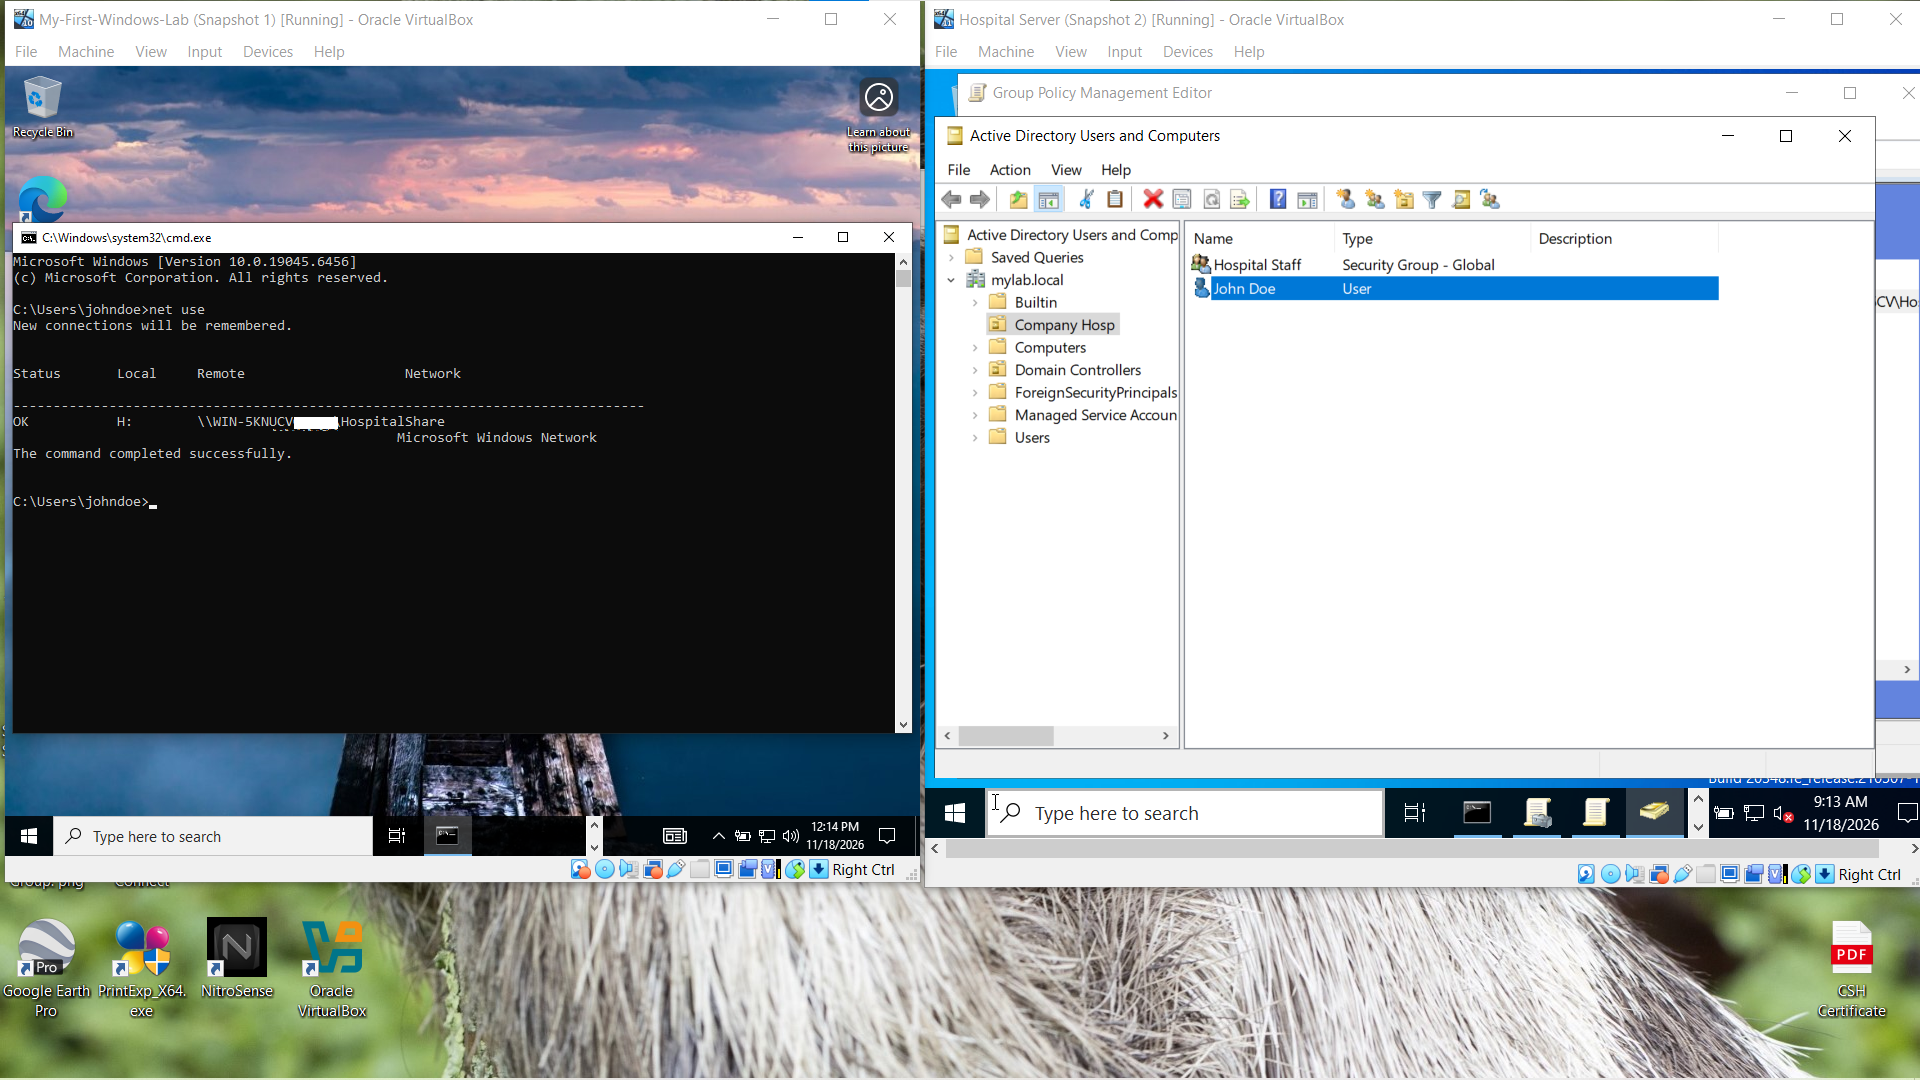 My-First-Windows-Lab (Snapshot 1) [Running] - Oracle VirtualBox
File Machine View Input Devices Help
Recycle Bin
Learn about
this picture
C:\Windows\system32\cmd.exe
Microsoft Windows [Version 10.0.19045.6456]
(c) Microsoft Corporation. All rights reserved.
C:\Users\johndoe>net use
New connections will be remembered.
Status Local Remote Network
-------------------------------------------------------------------------------
OK H: \\WIN-5KNUCV \HospitalShare
Microsoft Windows Network
The command completed successfully.
C:\Users\johndoe>
Type here to search
12:14 PM
11/18/2026
Right Ctrl
Hospital Server (Snapshot 2) [Running] - Oracle VirtualBox
File Machine View Input Devices Help
Group Policy Management Editor
Active Directory Users and Computers
File Action View Help
Active Directory Users and Comp
Saved Queries
mylab.local
Builtin
Company Hosp
Computers
Domain Controllers
ForeignSecurityPrincipals
Managed Service Accoun
Users
Name Type Description
Hospital Staff Security Group - Global
John Doe User
CV\Ho
Type here to search
9:13 AM
11/18/2026
Right Ctrl
Google Earth
Pro
PrintExp_X64.
exe
NitroSense
Oracle
VirtualBox
PDF
CSH
Certificate